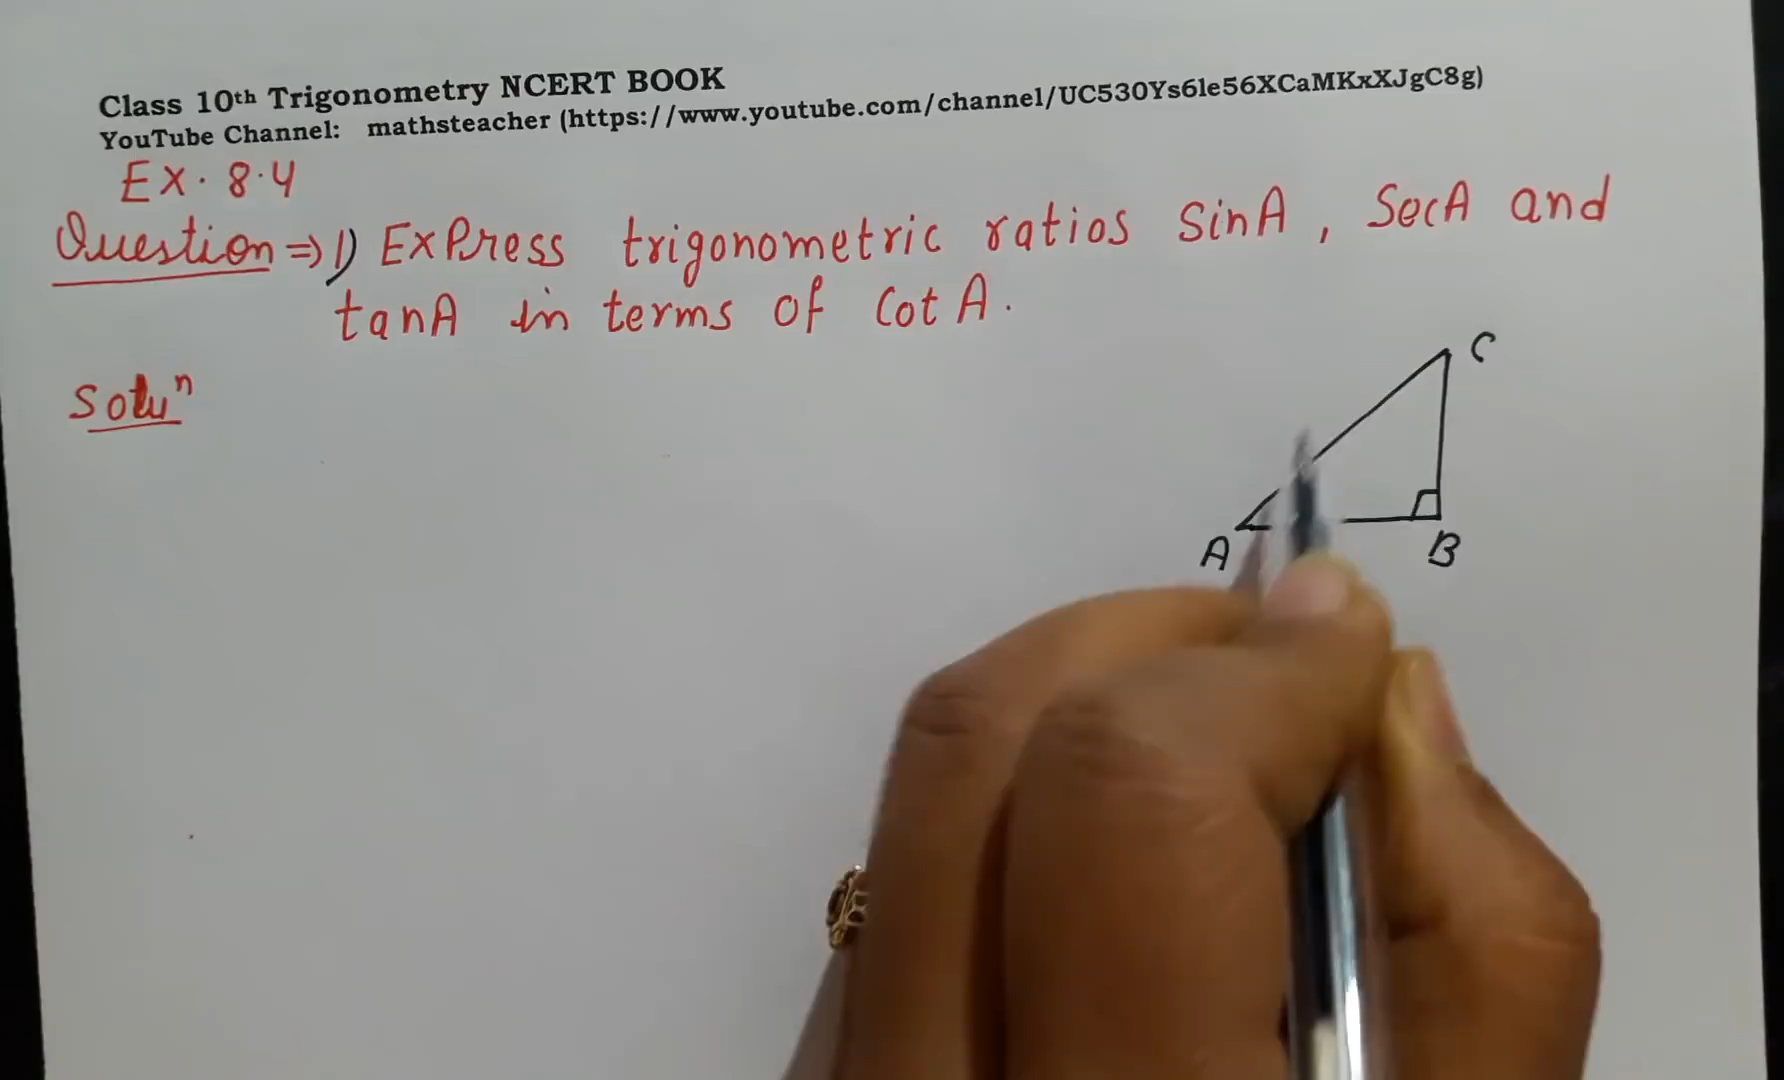 Class 10th Trigonometry NCERT BOOK
YouTube Channel: mathsteacher (https://www.youtube.com/channel/UC530Ys6le56XCaMKxXJgC8g)
Ex. 8.4
Question ⇒ 1) ExPress trigonometric ratios SinA, SecA and
tanA in terms of Cot A.
Soluⁿ
C
A B